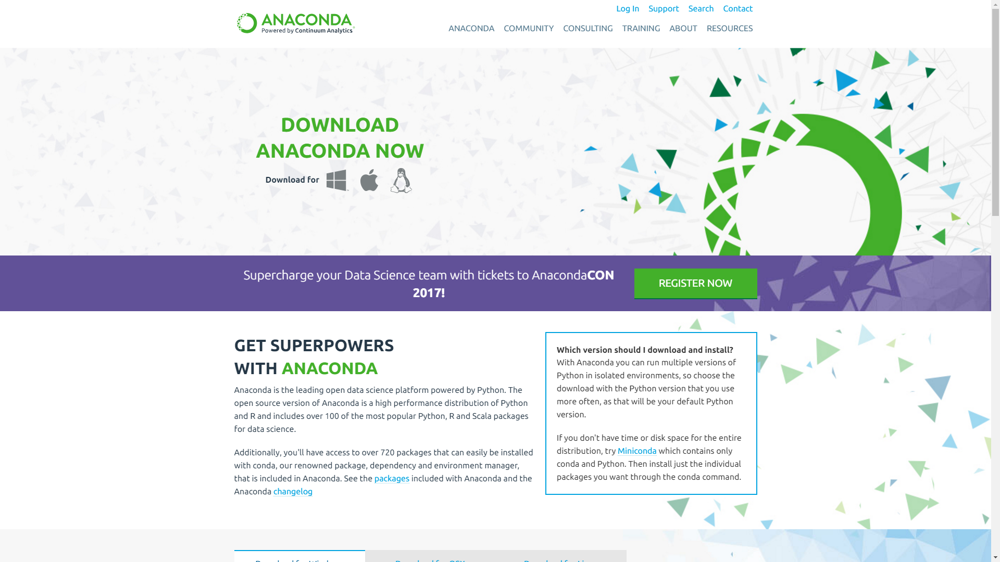 Log In Support Search Contact
ANACONDA
Powered by Continuum Analytics®
ANACONDA COMMUNITY CONSULTING TRAINING ABOUT RESOURCES
DOWNLOAD
ANACONDA NOW
Download for
Supercharge your Data Science team with tickets to AnacondaCON
2017!
REGISTER NOW
GET SUPERPOWERS
WITH ANACONDA
Anaconda is the leading open data science platform powered by Python. The
open source version of Anaconda is a high performance distribution of Python
and R and includes over 100 of the most popular Python, R and Scala packages
for data science.
Additionally, you'll have access to over 720 packages that can easily be installed
with conda, our renowned package, dependency and environment manager,
that is included in Anaconda. See the packages included with Anaconda and the
Anaconda changelog
Which version should I download and install?
With Anaconda you can run multiple versions of
Python in isolated environments, so choose the
download with the Python version that you use
more often, as that will be your default Python
version.
If you don't have time or disk space for the entire
distribution, try Miniconda which contains only
conda and Python. Then install just the individual
packages you want through the conda command.
Download for Windows Download for OSX Download for Linux